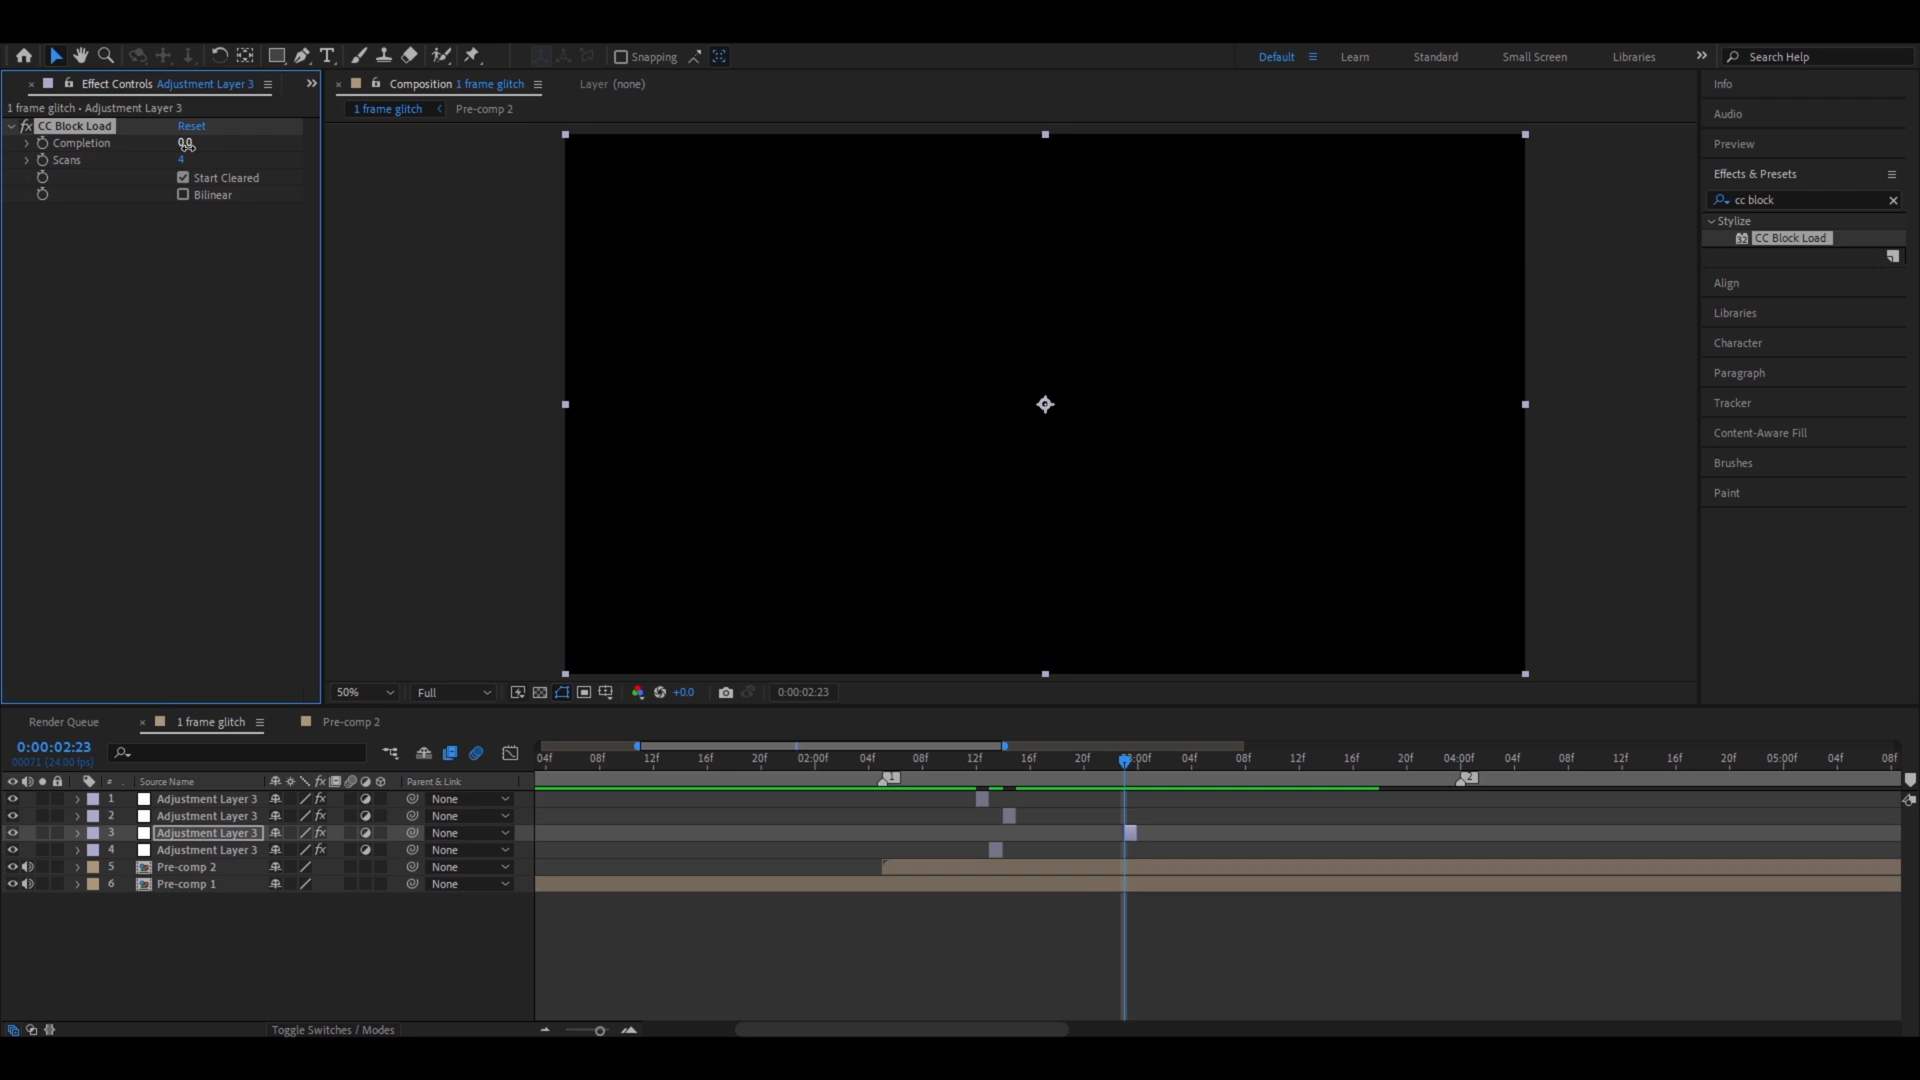 Snapping
Default
Learn
Standard
Small Screen
Libraries
Search Help
Effect Controls Adjustment Layer 3
1 frame glitch • Adjustment Layer 3
fx CC Block Load Reset
Completion 0.0
Scans 4
Start Cleared
Bilinear
Composition 1 frame glitch
Layer (none)
1 frame glitch
Pre-comp 2
50%
Full
+0.0
0:00:02:23
Info
Audio
Preview
Effects & Presets
cc block
Stylize
32 CC Block Load
Align
Libraries
Character
Paragraph
Tracker
Content-Aware Fill
Brushes
Paint
Render Queue
1 frame glitch
Pre-comp 2
0:00:02:23
00071 (24.00 fps)
04f 08f 12f 16f 20f 02:00f 04f 08f 12f 16f 20f 3:00f 04f 08f 12f 16f 20f 04:00f 04f 08f 12f 16f 20f 05:00f 04f 08f
# Source Name fx Parent & Link
1 2
1 Adjustment Layer 3 fx None
2 Adjustment Layer 3 fx None
3 Adjustment Layer 3 fx None
4 Adjustment Layer 3 fx None
5 Pre-comp 2 None
6 Pre-comp 1 None
Toggle Switches / Modes